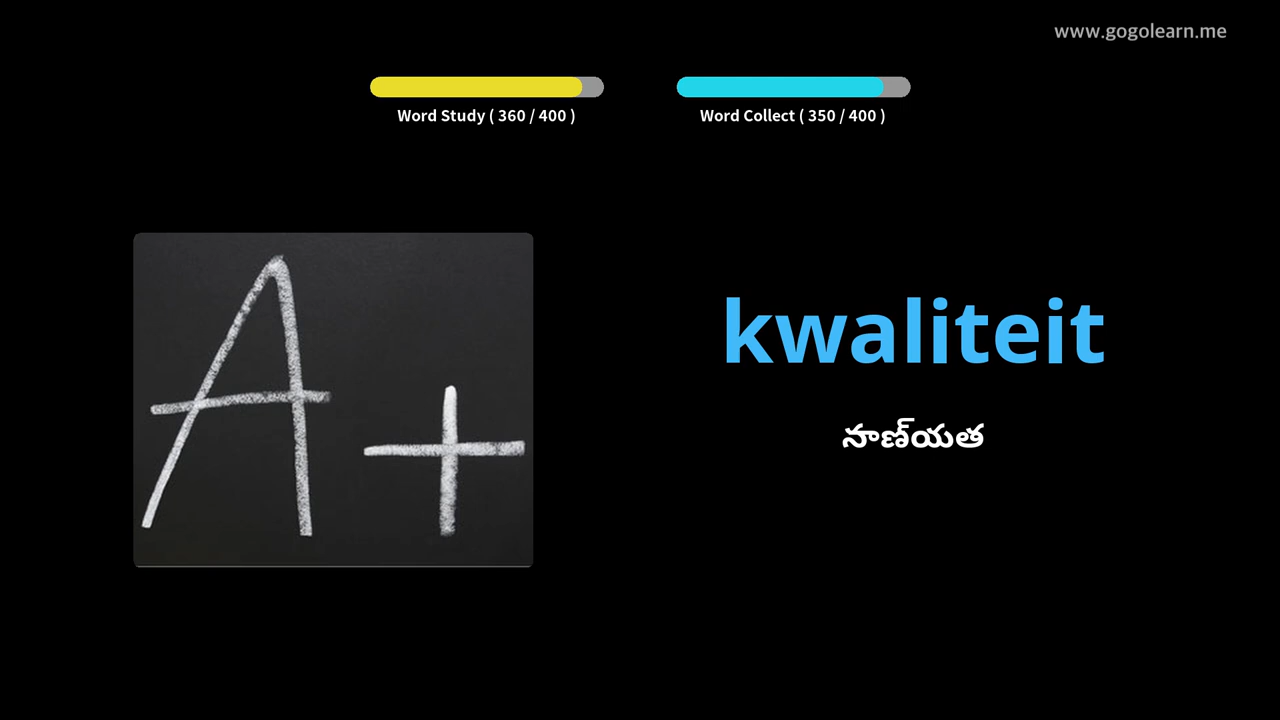 www.gogolearn.me
Word Study ( 360 / 400 )
Word Collect ( 350 / 400 )
A+
kwaliteit
నాణ్‌యత